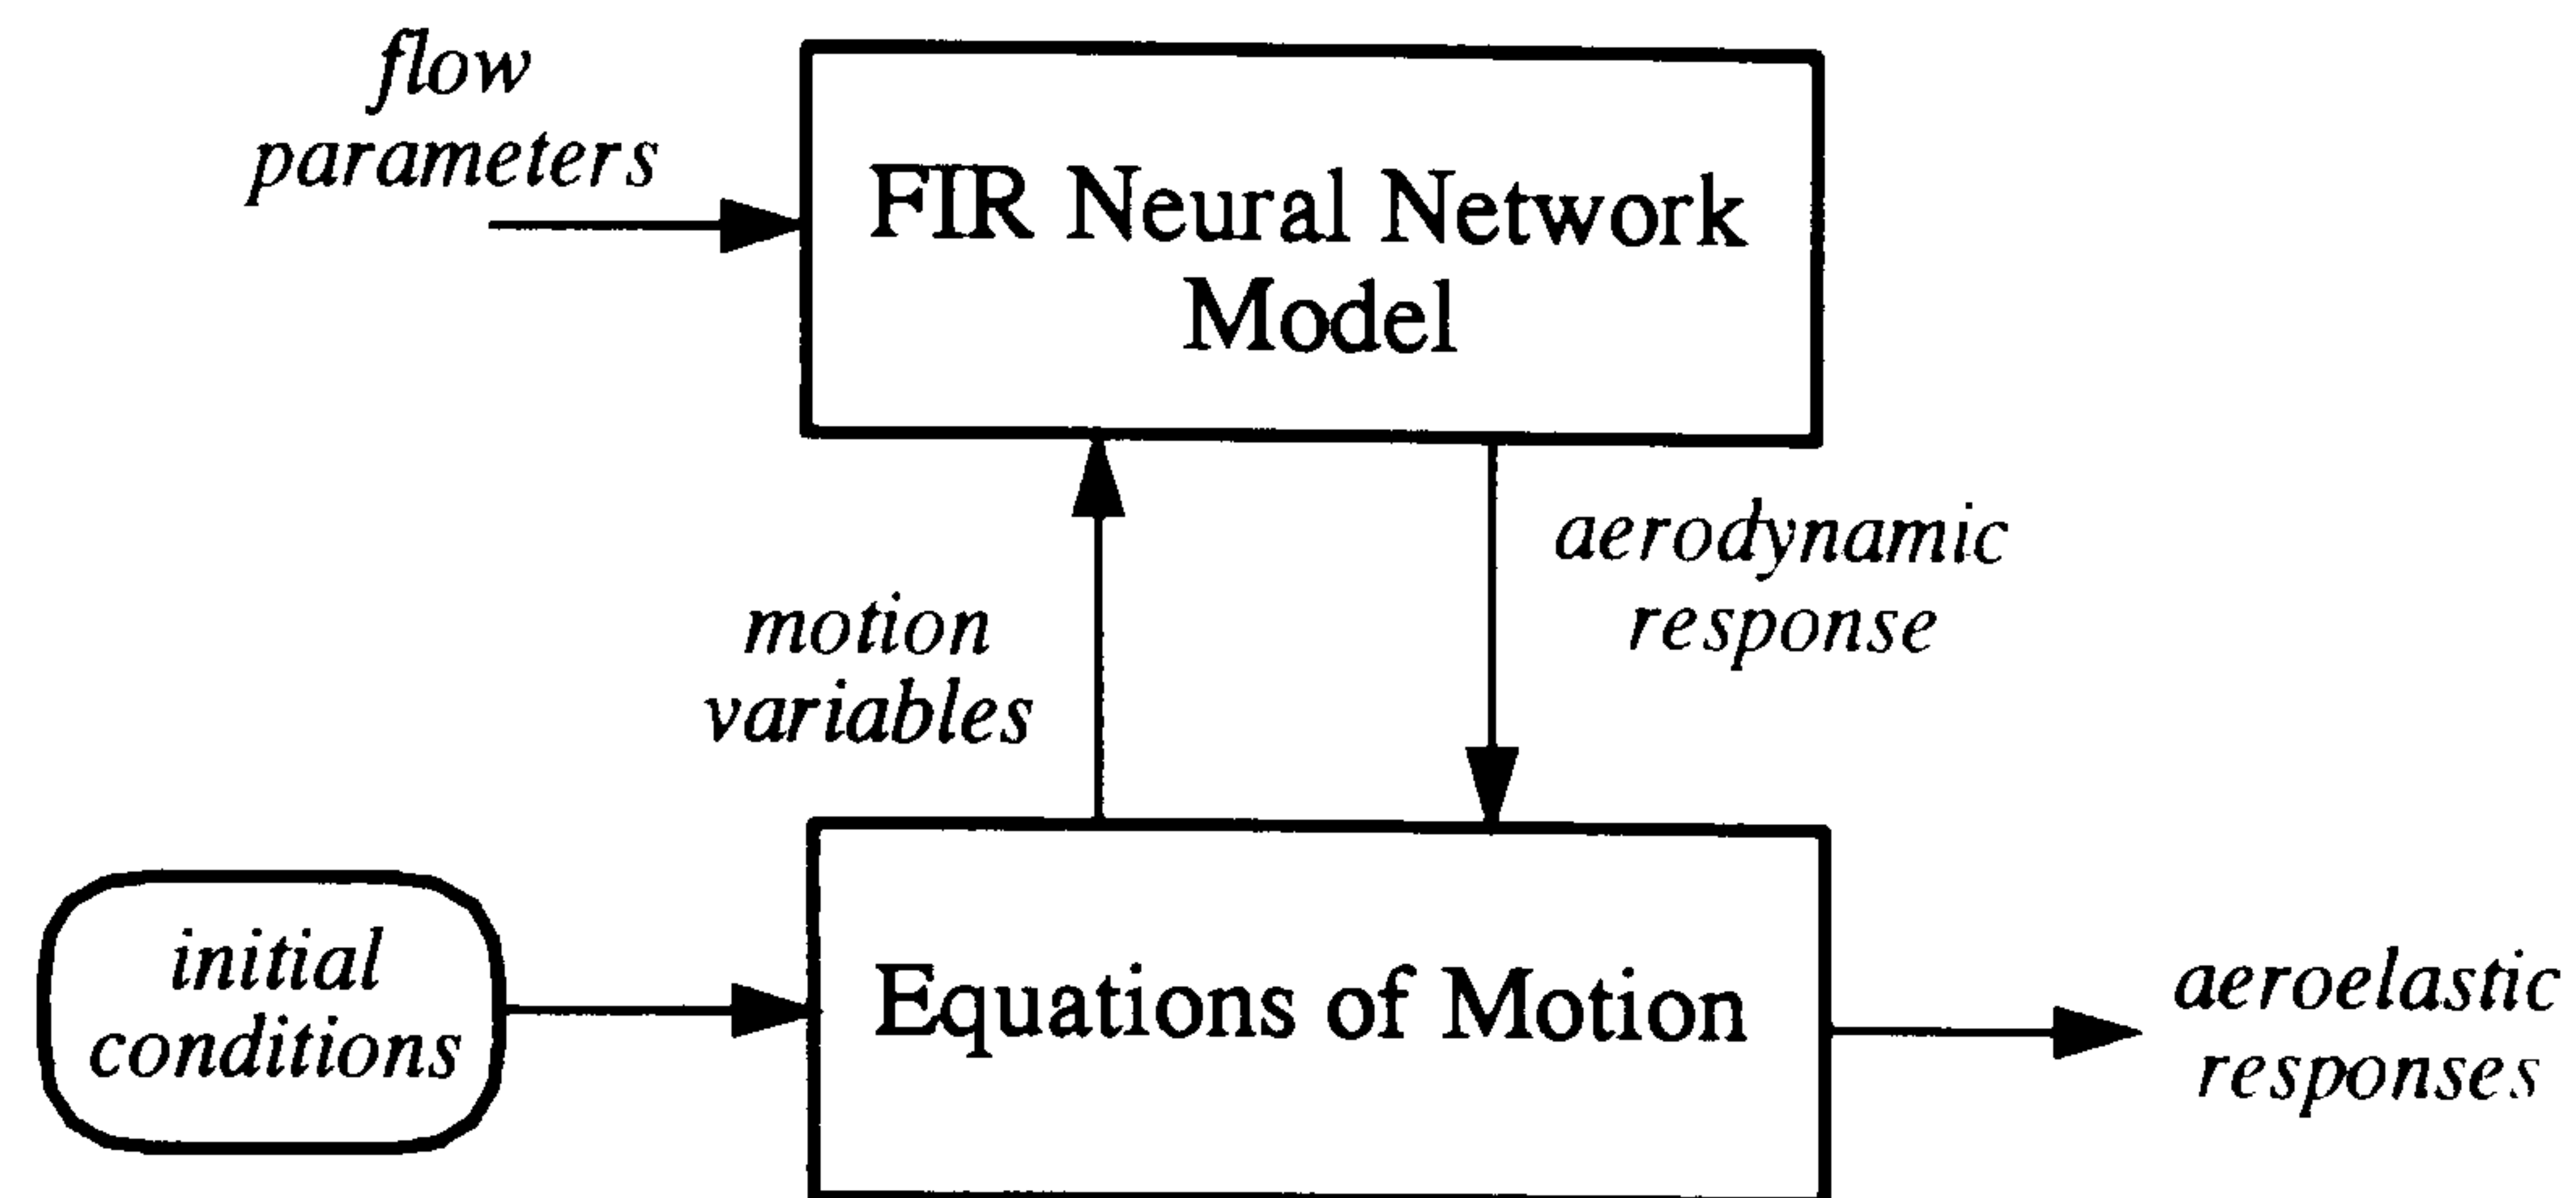 flow
parameters
FIR Neural Network
Model
motion
variables
aerodynamic
response
initial
conditions
Equations of Motion
aeroelastic
responses